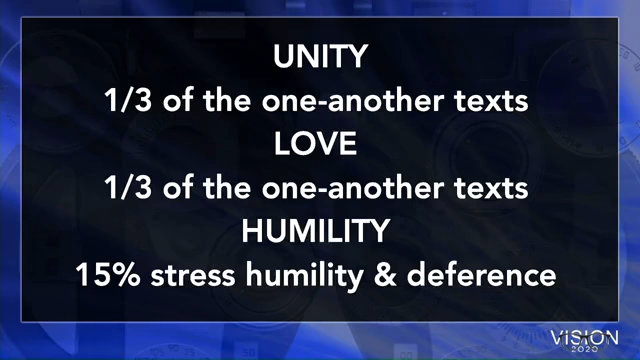 UNITY
1/3 of the one-another texts
LOVE
1/3 of the one-another texts
HUMILITY
15% stress humility & deference
VISION
2020